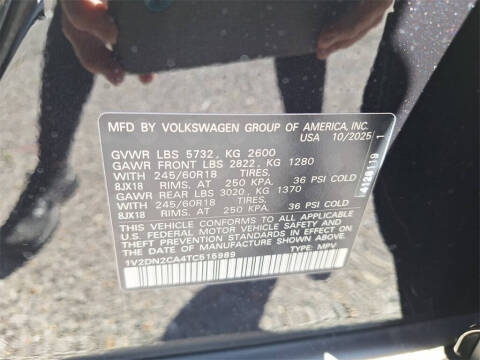 MFD BY VOLKSWAGEN GROUP OF AMERICA, INC.
USA 10/2025
GVWR LBS 5732, KG 2600
GAWR FRONT LBS 2822, KG 1280
WITH 245/60R18 TIRES.
8JX18 RIMS. AT 250 KPA. 36 PSI COLD
GAWR REAR LBS 3020, KG 1370
WITH 245/60R18 TIRES.
8JX18 RIMS. AT 250 KPA. 36 PSI COLD
THIS VEHICLE CONFORMS TO ALL APPLICABLE
U.S. FEDERAL MOTOR VEHICLE SAFETY AND
THEFT PREVENTION STANDARDS IN EFFECT ON
THE DATE OF MANUFACTURE SHOWN ABOVE.
1V2DN2CA4TC515989 TYPE: MPV
4128119 1